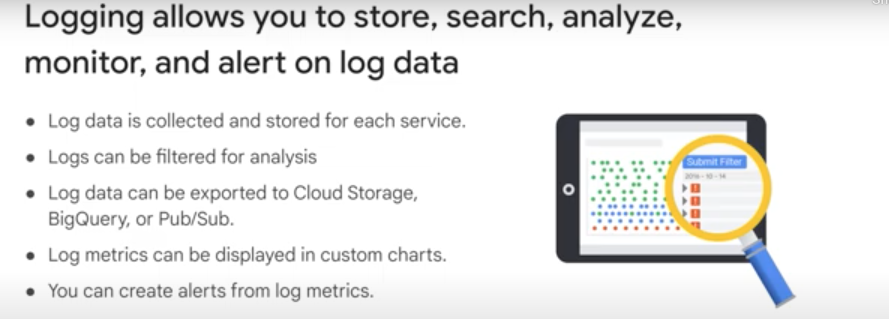 Logging allows you to store, search, analyze,
monitor, and alert on log data
• Log data is collected and stored for each service.
• Logs can be filtered for analysis
• Log data can be exported to Cloud Storage,
BigQuery, or Pub/Sub.
• Log metrics can be displayed in custom charts.
• You can create alerts from log metrics.
Submit Filter
2016-10-14